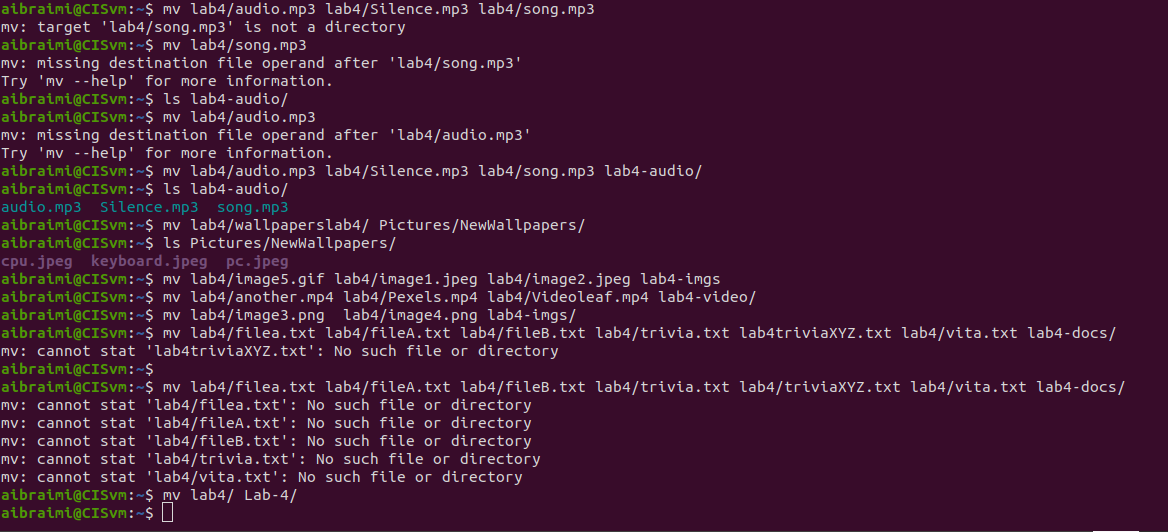 aibraimi@CISvm:~$ mv lab4/audio.mp3 lab4/Silence.mp3 lab4/song.mp3
mv: target 'lab4/song.mp3' is not a directory
aibraimi@CISvm:~$ mv lab4/song.mp3
mv: missing destination file operand after 'lab4/song.mp3'
Try 'mv --help' for more information.
aibraimi@CISvm:~$ ls lab4-audio/
aibraimi@CISvm:~$ mv lab4/audio.mp3
mv: missing destination file operand after 'lab4/audio.mp3'
Try 'mv --help' for more information.
aibraimi@CISvm:~$ mv lab4/audio.mp3 lab4/Silence.mp3 lab4/song.mp3 lab4-audio/
aibraimi@CISvm:~$ ls lab4-audio/
audio.mp3  Silence.mp3  song.mp3
aibraimi@CISvm:~$ mv lab4/wallpaperslab4/ Pictures/NewWallpapers/
aibraimi@CISvm:~$ ls Pictures/NewWallpapers/
cpu.jpeg  keyboard.jpeg  pc.jpeg
aibraimi@CISvm:~$ mv lab4/image5.gif lab4/image1.jpeg lab4/image2.jpeg lab4-imgs
aibraimi@CISvm:~$ mv lab4/another.mp4 lab4/Pexels.mp4 lab4/Videoleaf.mp4 lab4-video/
aibraimi@CISvm:~$ mv lab4/image3.png  lab4/image4.png lab4-imgs/
aibraimi@CISvm:~$ mv lab4/filea.txt lab4/fileA.txt lab4/fileB.txt lab4/trivia.txt lab4triviaXYZ.txt lab4/vita.txt lab4-docs/
mv: cannot stat 'lab4triviaXYZ.txt': No such file or directory
aibraimi@CISvm:~$
aibraimi@CISvm:~$ mv lab4/filea.txt lab4/fileA.txt lab4/fileB.txt lab4/trivia.txt lab4/triviaXYZ.txt lab4/vita.txt lab4-docs/
mv: cannot stat 'lab4/filea.txt': No such file or directory
mv: cannot stat 'lab4/fileA.txt': No such file or directory
mv: cannot stat 'lab4/fileB.txt': No such file or directory
mv: cannot stat 'lab4/trivia.txt': No such file or directory
mv: cannot stat 'lab4/vita.txt': No such file or directory
aibraimi@CISvm:~$ mv lab4/ Lab-4/
aibraimi@CISvm:~$